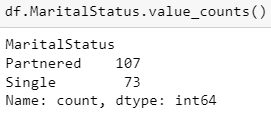 df.MaritalStatus.value_counts()
MaritalStatus
Partnered    107
Single        73
Name: count, dtype: int64